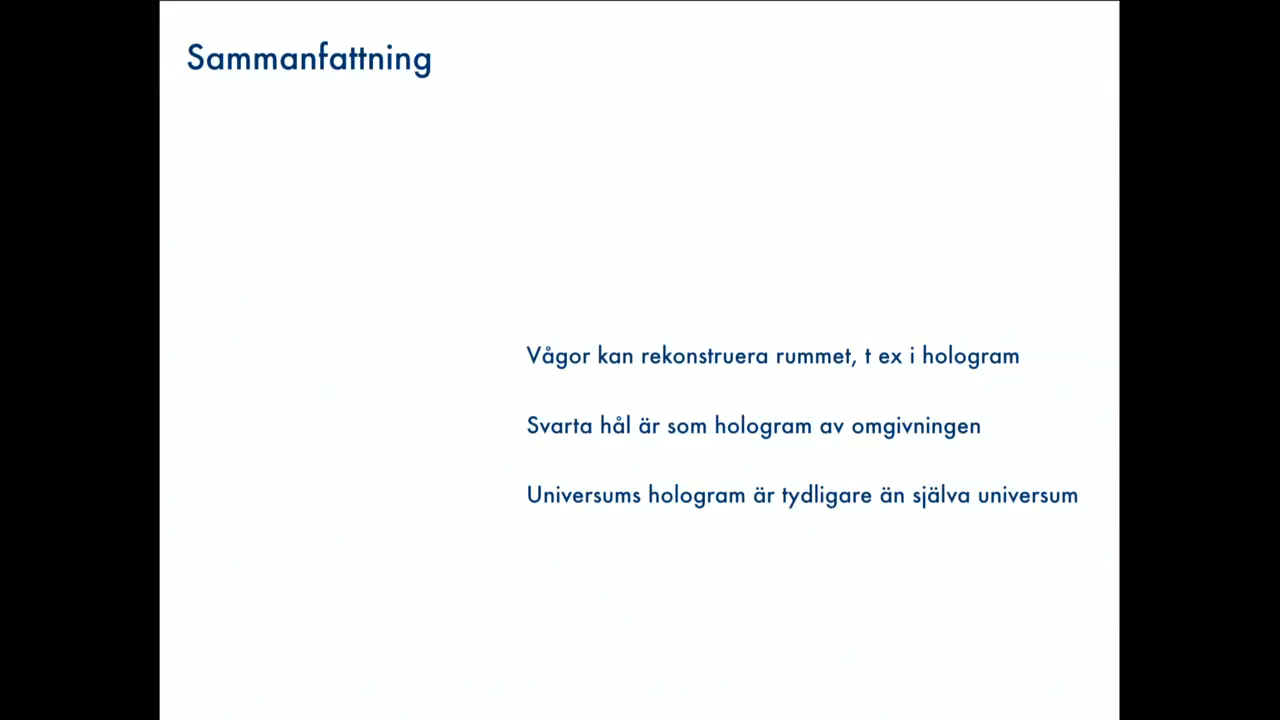 Sammanfattning
Vågor kan rekonstruera rummet, t ex i hologram
Svarta hål är som hologram av omgivningen
Universums hologram är tydligare än själva universum